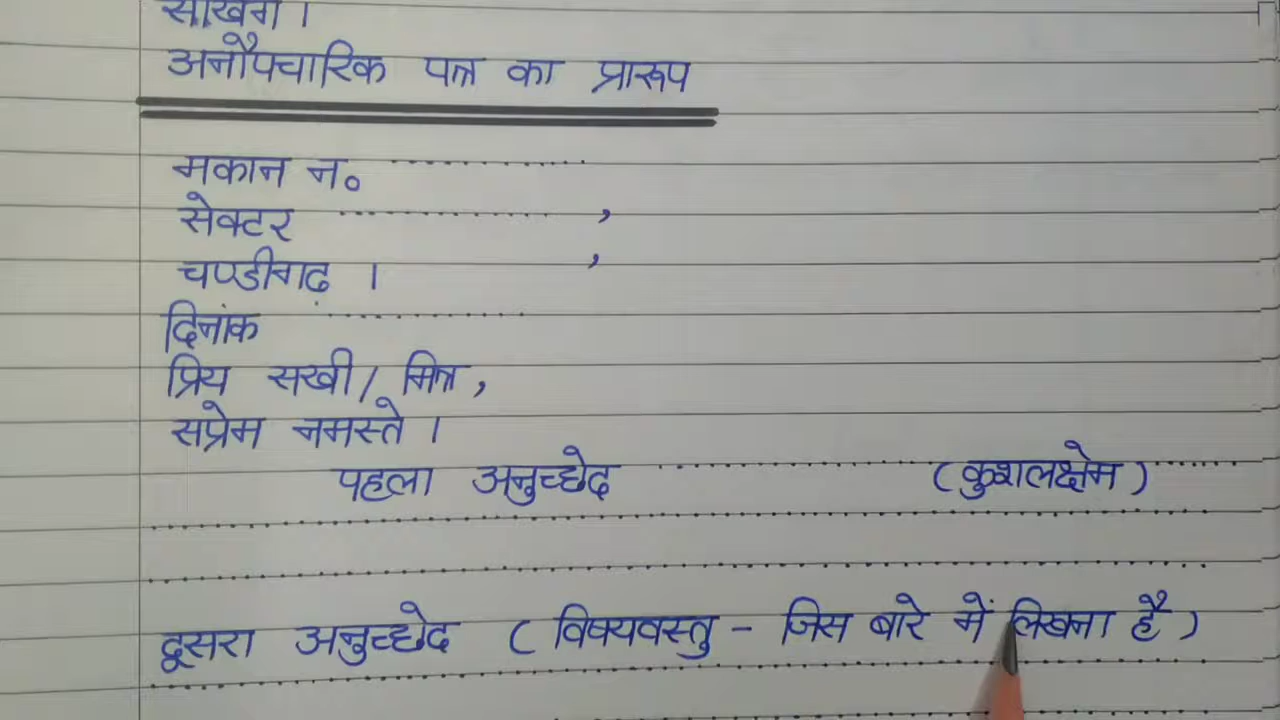 सीखेंगे ।
अनौपचारिक पत्र का प्रारूप
मकान न० ....................
सेक्टर ...................... ,
चण्डीगढ़ । ,
दिनांक .....................
प्रिय सखी / मित्र ,
सप्रेम नमस्ते ।
पहला अनुच्छेद ................ (कुशलक्षेम) ........
दूसरा अनुच्छेद ( विषयवस्तु - जिस बारे में लिखना है )